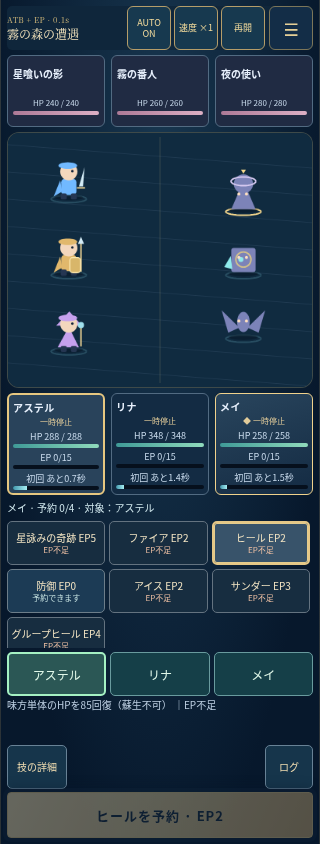 ATB + EP · 0.1s
霧の森の遭遇
AUTO
ON
速度 ×1
再開
☰
星喰いの影
HP 240 / 240
霧の番人
HP 260 / 260
夜の使い
HP 280 / 280
アステル
一時停止
HP 288 / 288
EP 0/15
初回 あと0.7秒
リナ
一時停止
HP 348 / 348
EP 0/15
初回 あと1.4秒
メイ
◆ 一時停止
HP 258 / 258
EP 0/15
初回 あと1.5秒
メイ・予約 0/4・対象：アステル
星詠みの奇跡 EP5
EP不足
ファイア EP2
EP不足
ヒール EP2
EP不足
防御 EP0
予約できます
アイス EP2
EP不足
サンダー EP3
EP不足
グループヒール EP4
EP不足
アステル
リナ
メイ
味方単体のHPを85回復（蘇生不可）｜EP不足
技の詳細
ログ
ヒールを予約 · EP2